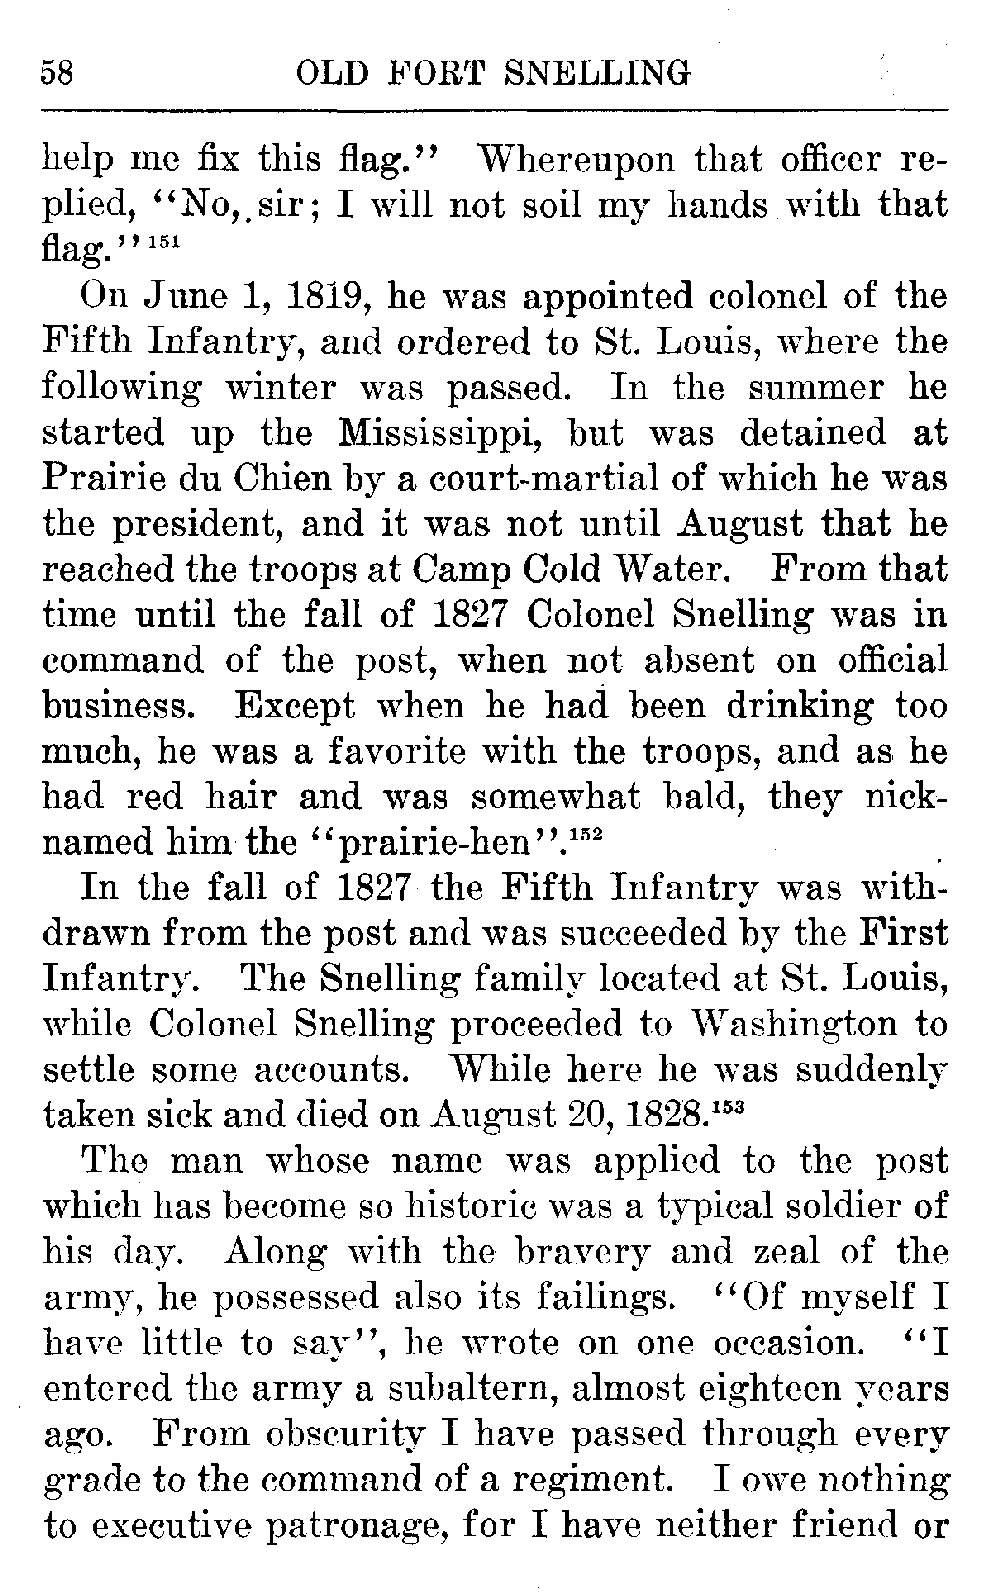 58 OLD FORT SNELLING
help me fix this flag.” Whereupon that officer re-
plied, “No, sir; I will not soil my hands with that
flag.”151
On June 1, 1819, he was appointed colonel of the
Fifth Infantry, and ordered to St. Louis, where the
following winter was passed. In the summer he
started up the Mississippi, but was detained at
Prairie du Chien by a court-martial of which he was
the president, and it was not until August that he
reached the troops at Camp Cold Water. From that
time until the fall of 1827 Colonel Snelling was in
command of the post, when not absent on official
business. Except when he had been drinking too
much, he was a favorite with the troops, and as he
had red hair and was somewhat bald, they nick-
named him the “prairie-hen”.152
In the fall of 1827 the Fifth Infantry was with-
drawn from the post and was succeeded by the First
Infantry. The Snelling family located at St. Louis,
while Colonel Snelling proceeded to Washington to
settle some accounts. While here he was suddenly
taken sick and died on August 20, 1828.153
The man whose name was applied to the post
which has become so historic was a typical soldier of
his day. Along with the bravery and zeal of the
army, he possessed also its failings. “Of myself I
have little to say”, he wrote on one occasion. “I
entered the army a subaltern, almost eighteen years
ago. From obscurity I have passed through every
grade to the command of a regiment. I owe nothing
to executive patronage, for I have neither friend or